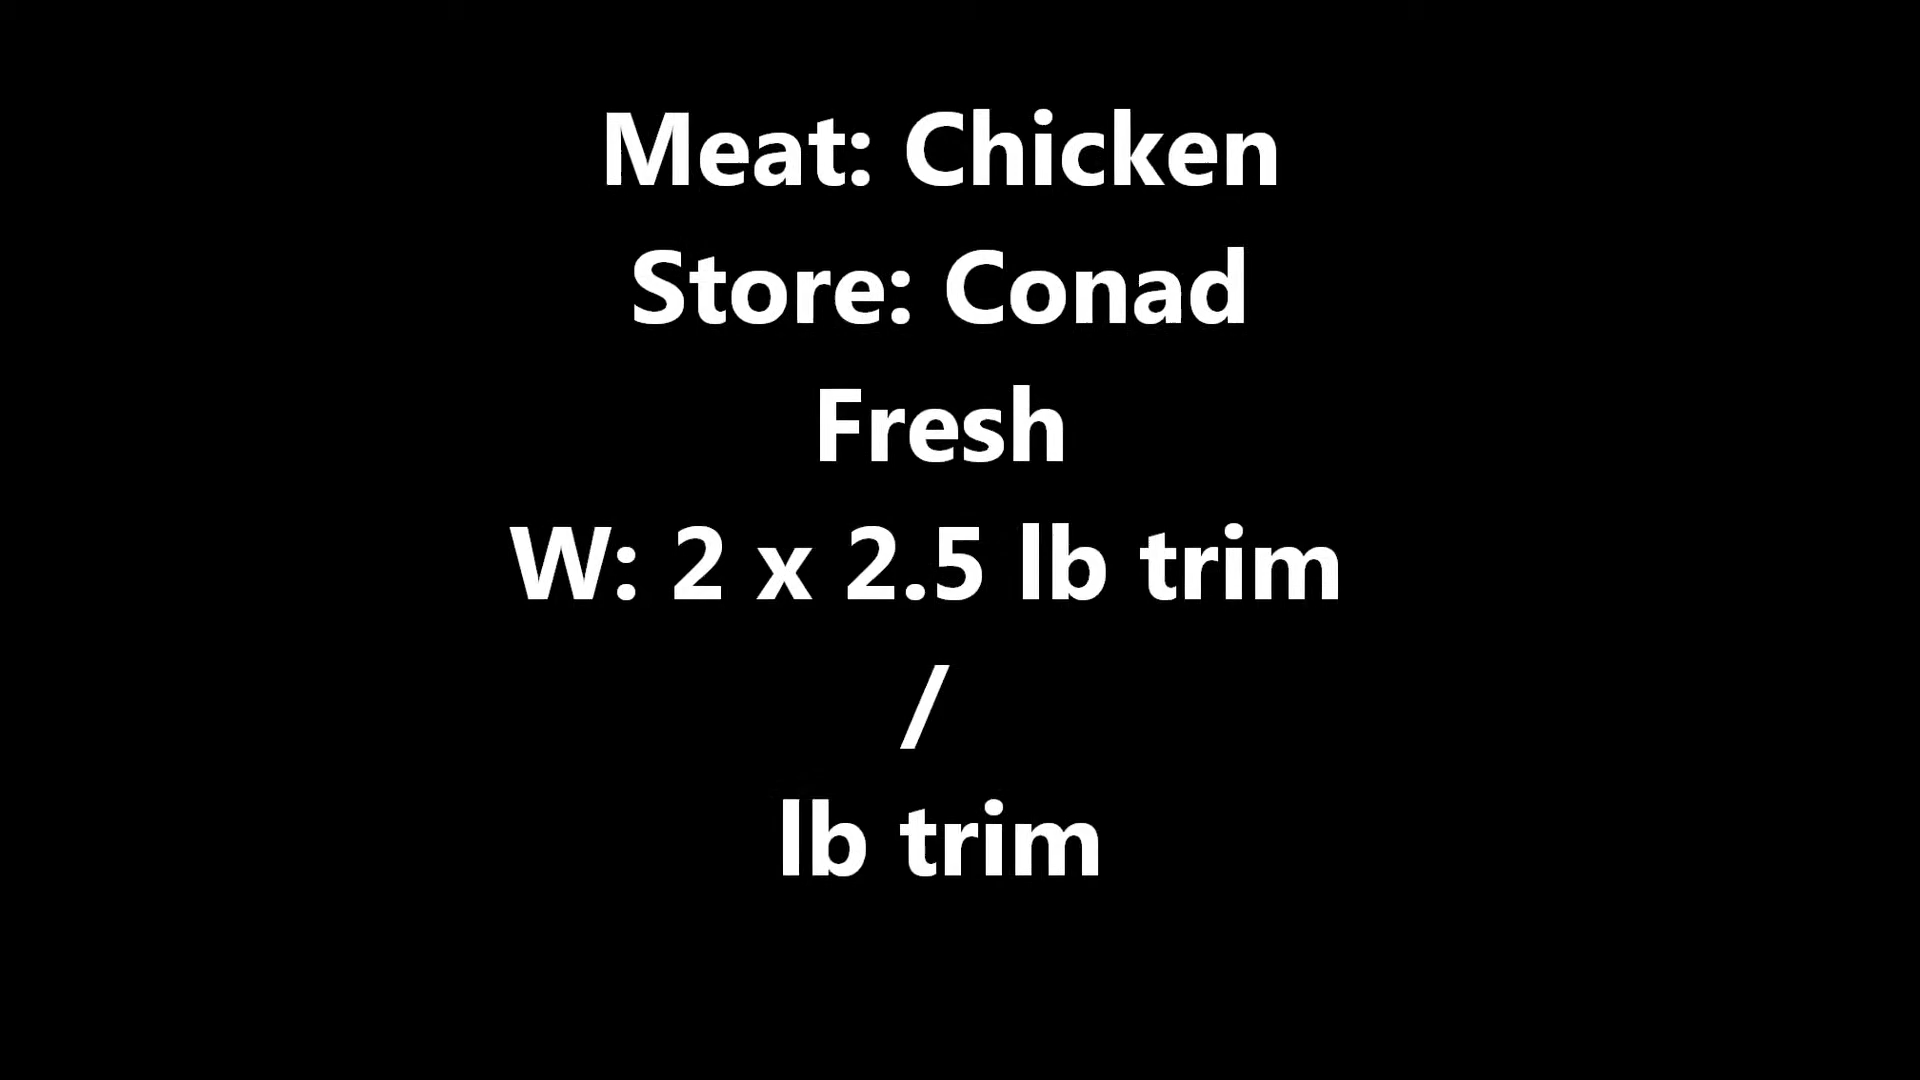 Meat: Chicken
Store: Conad
Fresh
W: 2 x 2.5 lb trim
/
lb trim